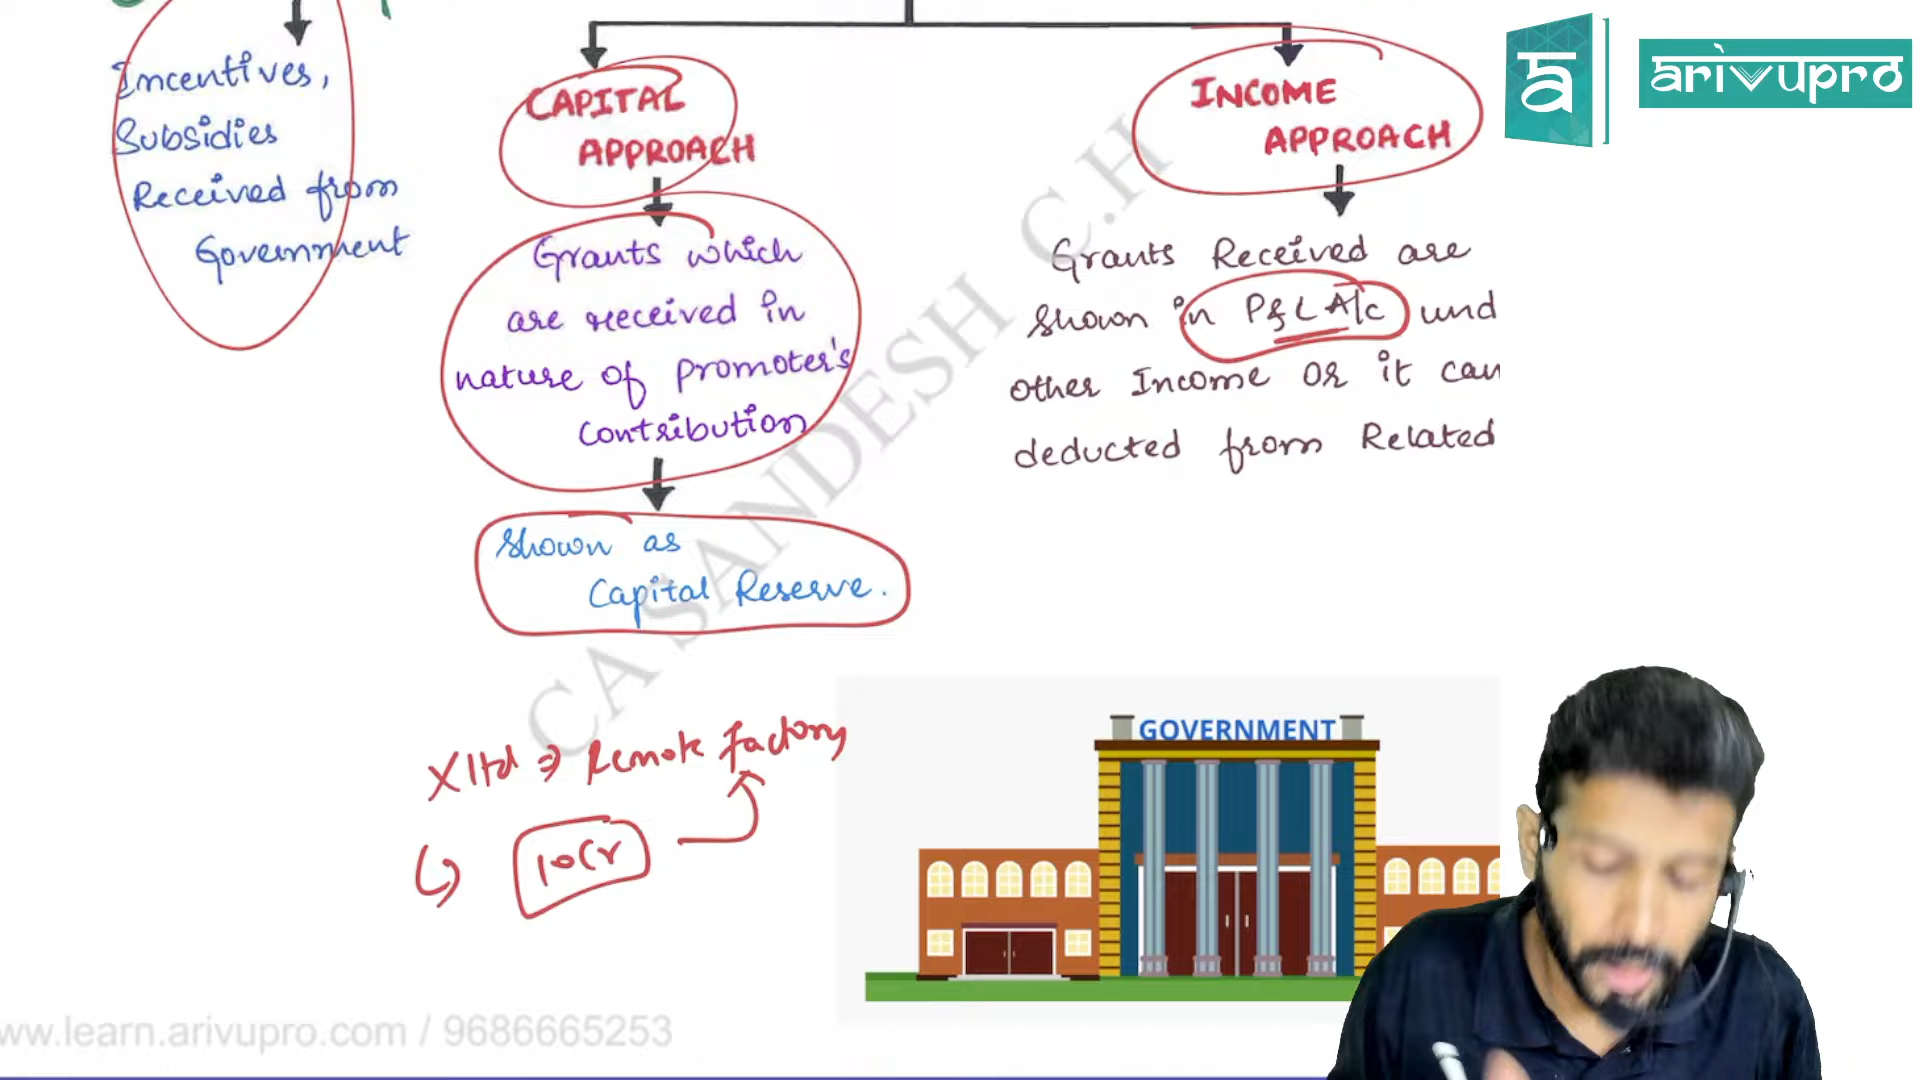 Incentives,
Subsidies
Received from
Government
CAPITAL
APPROACH
Grants which
are received in
nature of promoter's
contribution
Shown as
Capital Reserve.
INCOME
APPROACH
Grants Received are
shown in P&L A/c und
other Income or it can
deducted from Related
arivupro
CA SANDESH C.H
X ltd ⇒ Remote factory
10Cr
GOVERNMENT
ww.learn.arivupro.com / 9686665253